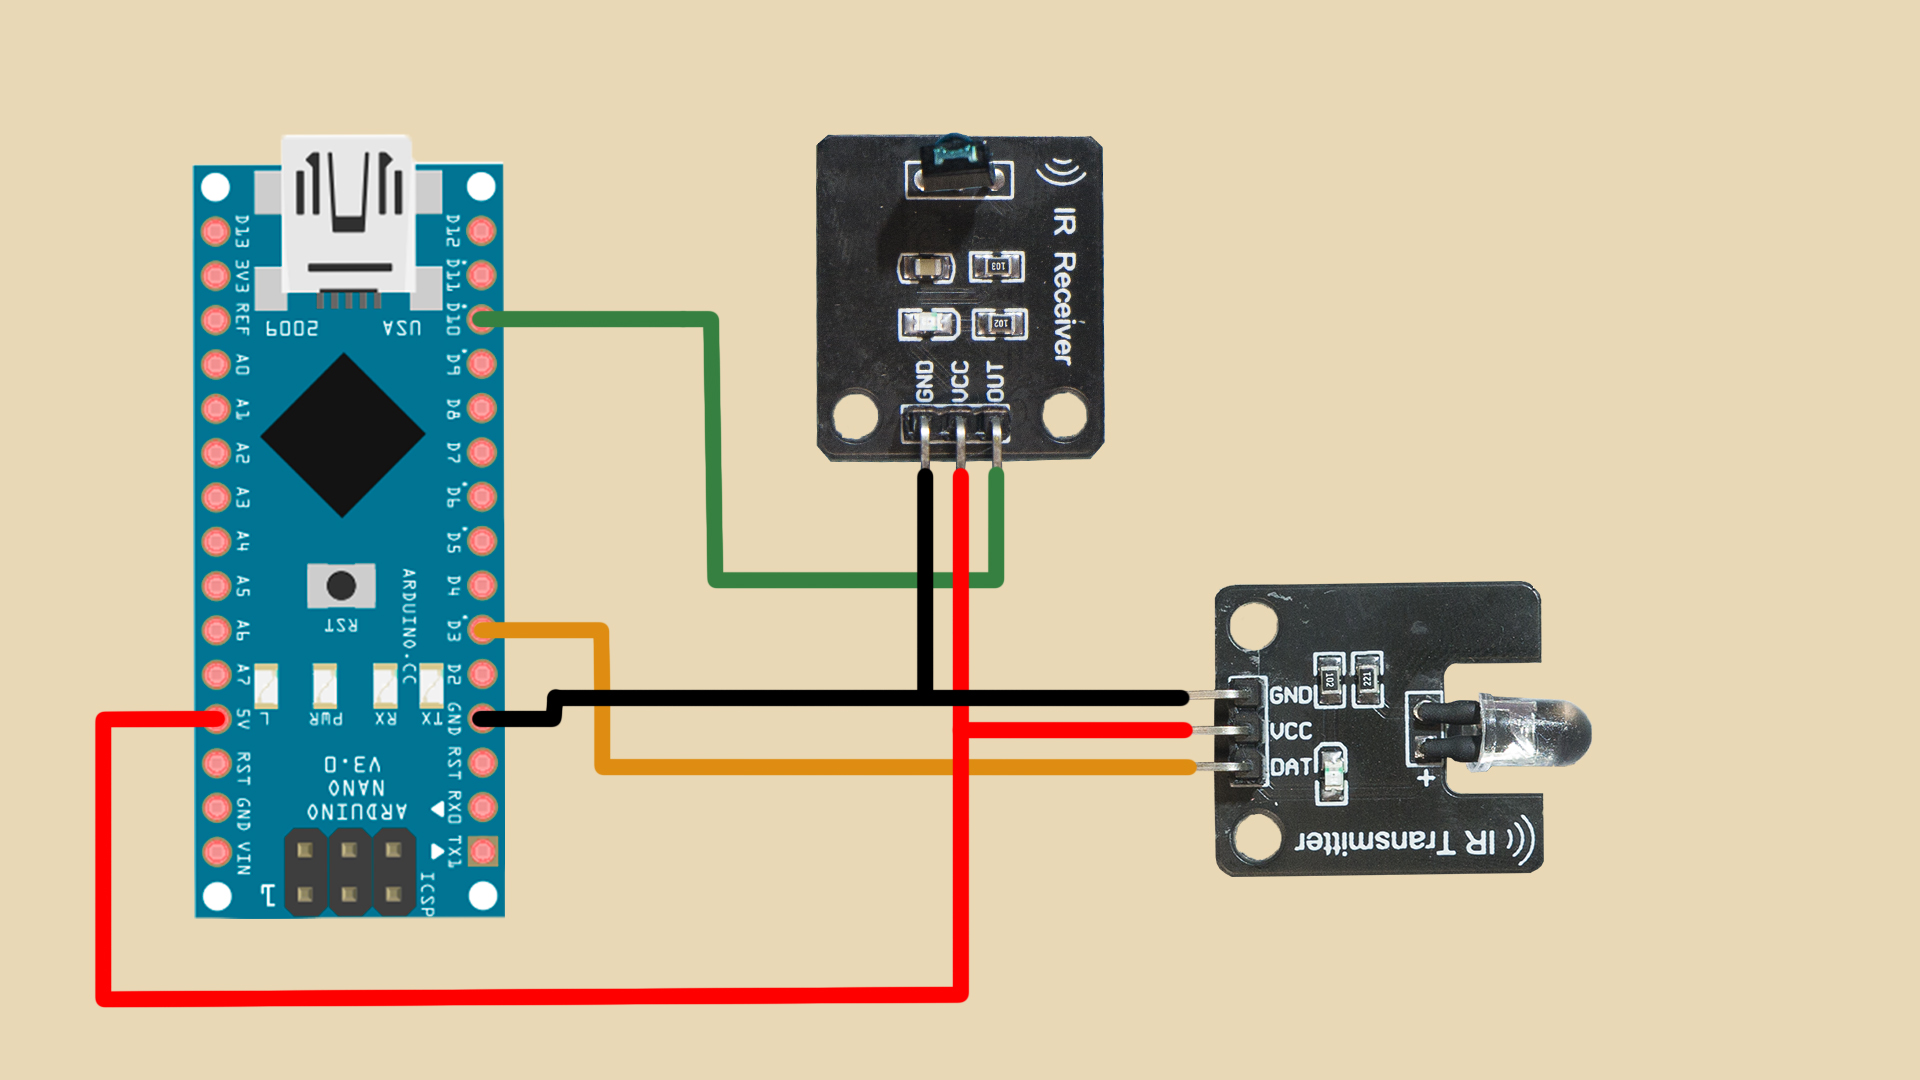 D13
3V3
REF
A0
A1
A2
A3
A4
A5
A6
A7
5V
RST
GND
VIN
D12
D11
D10
D9
D8
D7
D6
D5
D4
D3
D2
GND
RST
RX0
TX1
2009
USA
RST
ARDUINO.CC
L
PWR
RX
TX
ARDUINO
NANO
V3.0
1
ICSP
IR Receiver
103
102
GND
VCC
OUT
102
221
GND
VCC
DAT
+
IR Transmitter